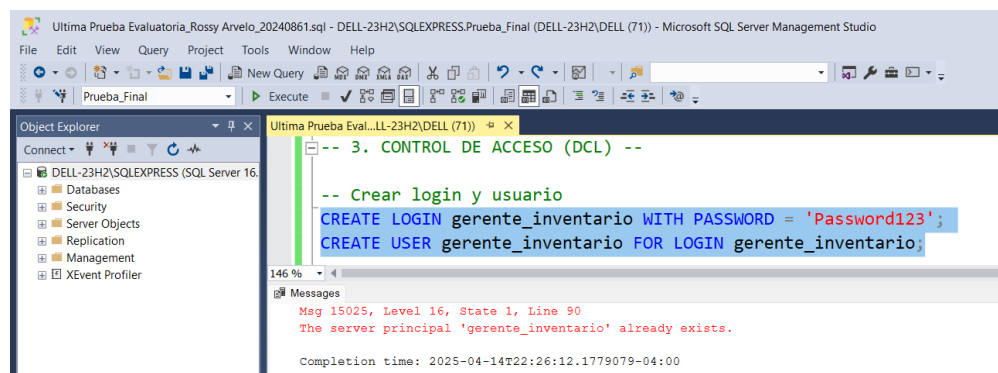 Ultima Prueba Evaluatoria_Rossy Arvelo_20240861.sql - DELL-23H2\SQLEXPRESS.Prueba_Final (DELL-23H2\DELL (71)) - Microsoft SQL Server Management Studio
File Edit View Query Project Tools Window Help
New Query
Prueba_Final Execute
Object Explorer
Connect
DELL-23H2\SQLEXPRESS (SQL Server 16.
Databases
Security
Server Objects
Replication
Management
XEvent Profiler
Ultima Prueba Eval...LL-23H2\DELL (71))
-- 3. CONTROL DE ACCESO (DCL) --
-- Crear login y usuario
CREATE LOGIN gerente_inventario WITH PASSWORD = 'Password123';
CREATE USER gerente_inventario FOR LOGIN gerente_inventario;
146 %
Messages
Msg 15025, Level 16, State 1, Line 90
The server principal 'gerente_inventario' already exists.
Completion time: 2025-04-14T22:26:12.1779079-04:00